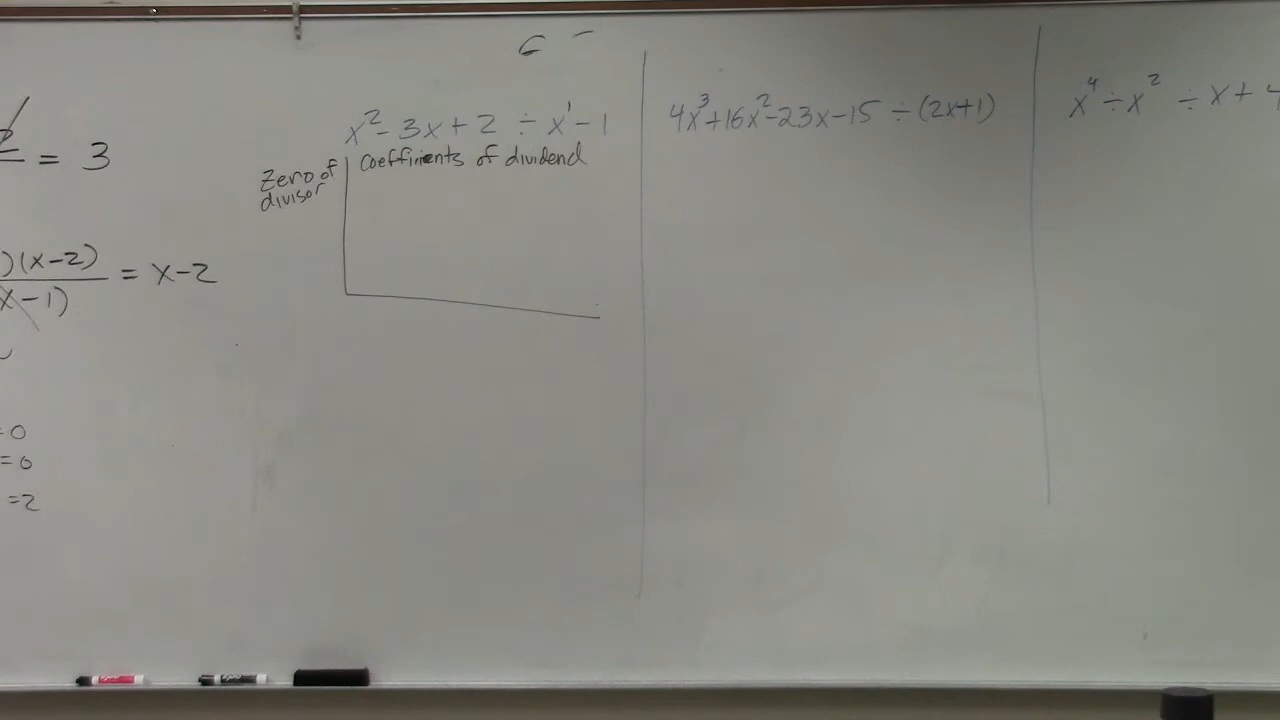 = 3
)(x-2)
(x-1)
= x-2
=0
=0
=2
x² - 3x + 2 ÷ x¹ - 1
Zero of
divisor
coefficients of dividend
4x³+16x²-23x-15 ÷ (2x+1)
x⁴ ÷ x² ÷ x + 4